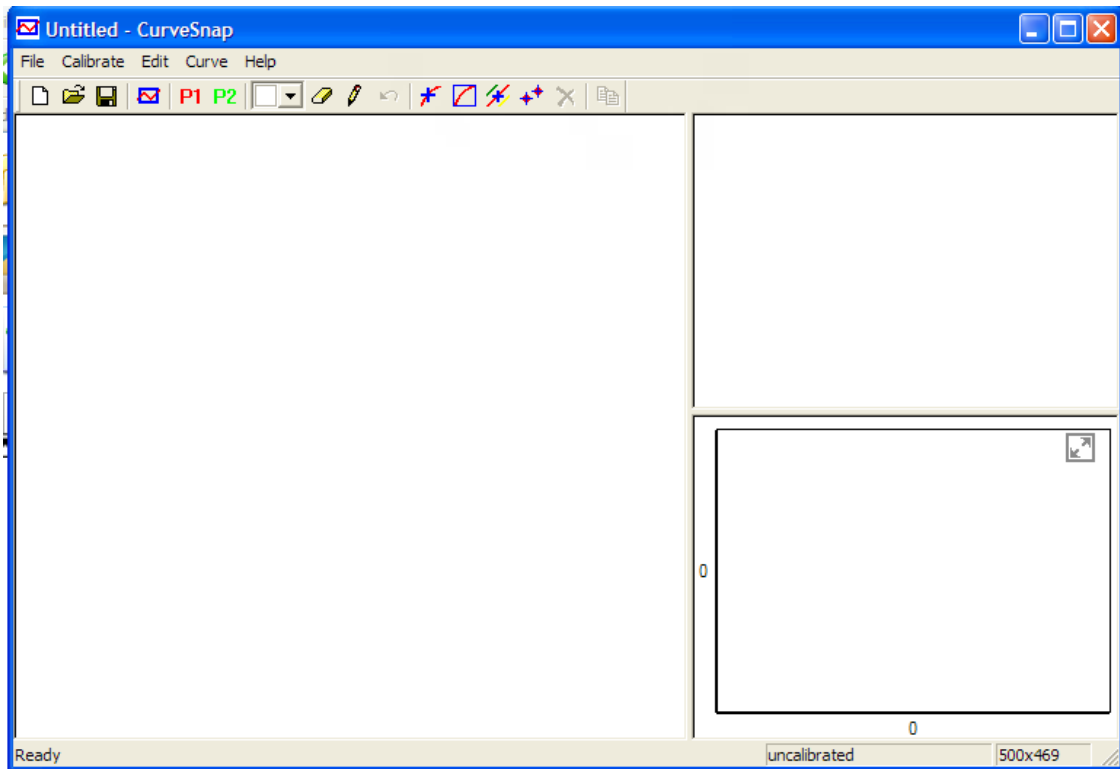 Untitled - CurveSnap
File Calibrate Edit Curve Help
P1 P2
0
0
Ready uncalibrated 500x469